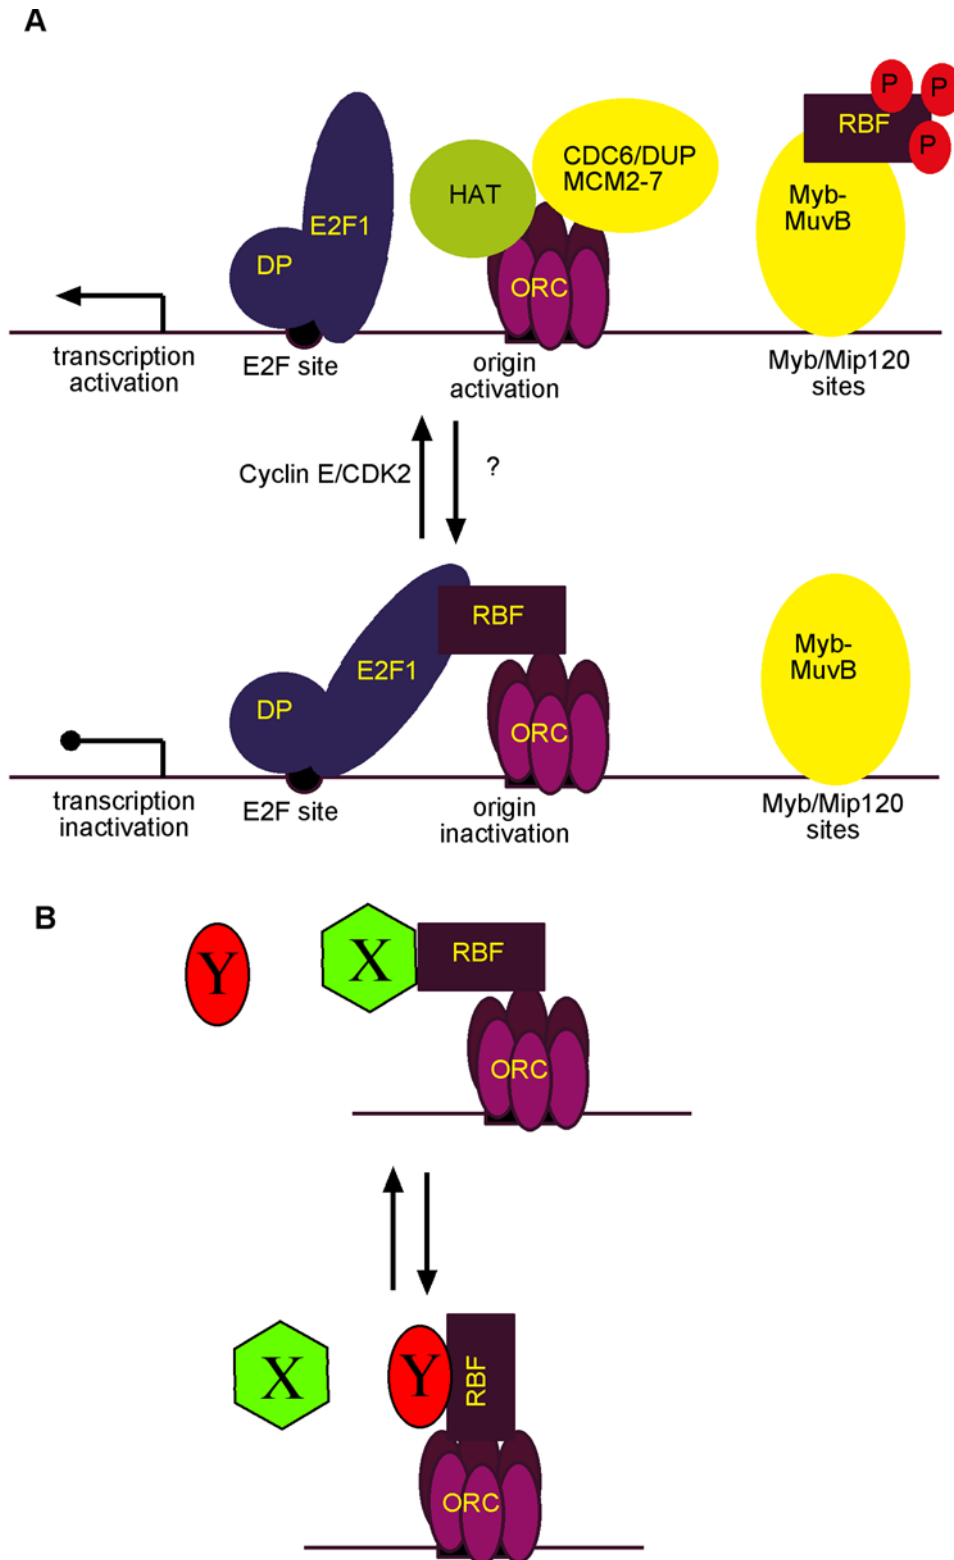 A
P
P
RBF
P
CDC6/DUP
MCM2-7
HAT
Myb-
MuvB
E2F1
DP
ORC
transcription
activation
E2F site
origin
activation
Myb/Mip120
sites
Cyclin E/CDK2
?
RBF
Myb-
MuvB
E2F1
DP
ORC
transcription
inactivation
E2F site
origin
inactivation
Myb/Mip120
sites
B
Y
X
RBF
ORC
X
Y
RBF
ORC